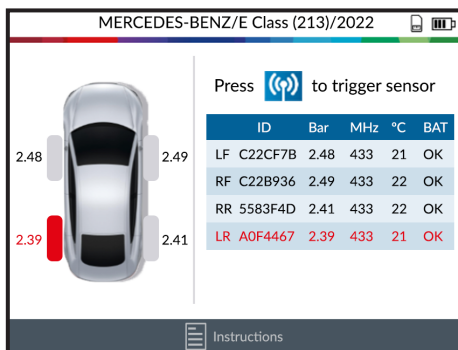 MERCEDES-BENZ/E Class (213)/2022
Press to trigger sensor
ID Bar MHz °C BAT
LF C22CF7B 2.48 433 21 OK
RF C22B936 2.49 433 22 OK
RR 5583F4D 2.41 433 22 OK
LR A0F4467 2.39 433 21 OK
2.48 2.49
2.39 2.41
Instructions